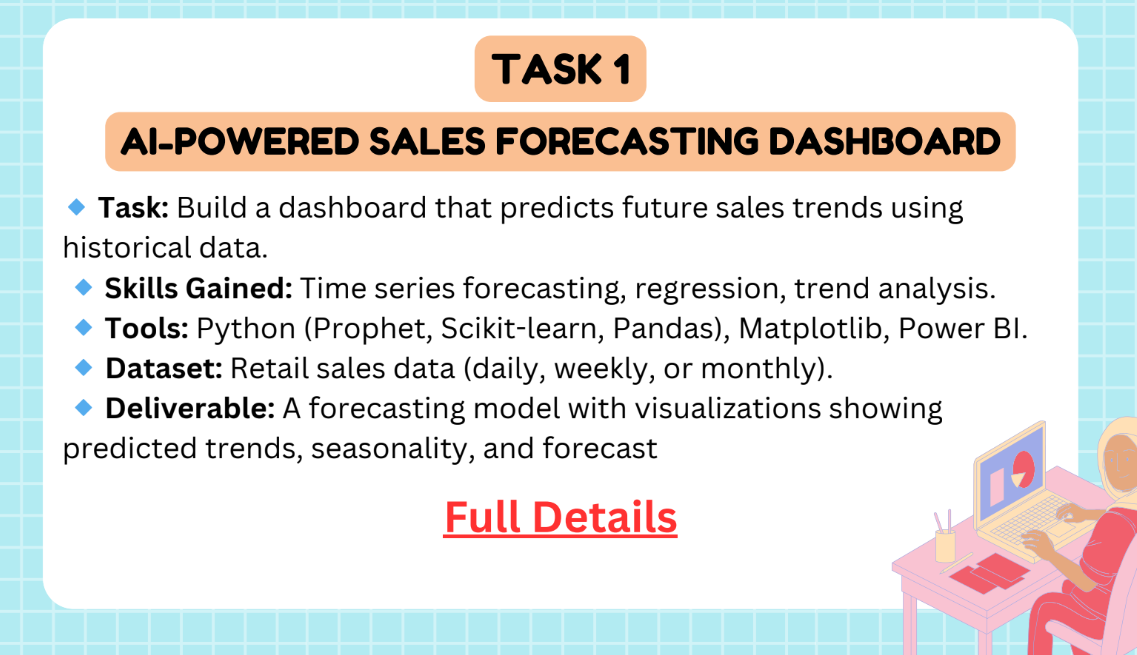 TASK 1
AI-POWERED SALES FORECASTING DASHBOARD
🔹 Task: Build a dashboard that predicts future sales trends using
historical data.
🔹 Skills Gained: Time series forecasting, regression, trend analysis.
🔹 Tools: Python (Prophet, Scikit-learn, Pandas), Matplotlib, Power BI.
🔹 Dataset: Retail sales data (daily, weekly, or monthly).
🔹 Deliverable: A forecasting model with visualizations showing
predicted trends, seasonality, and forecast
Full Details